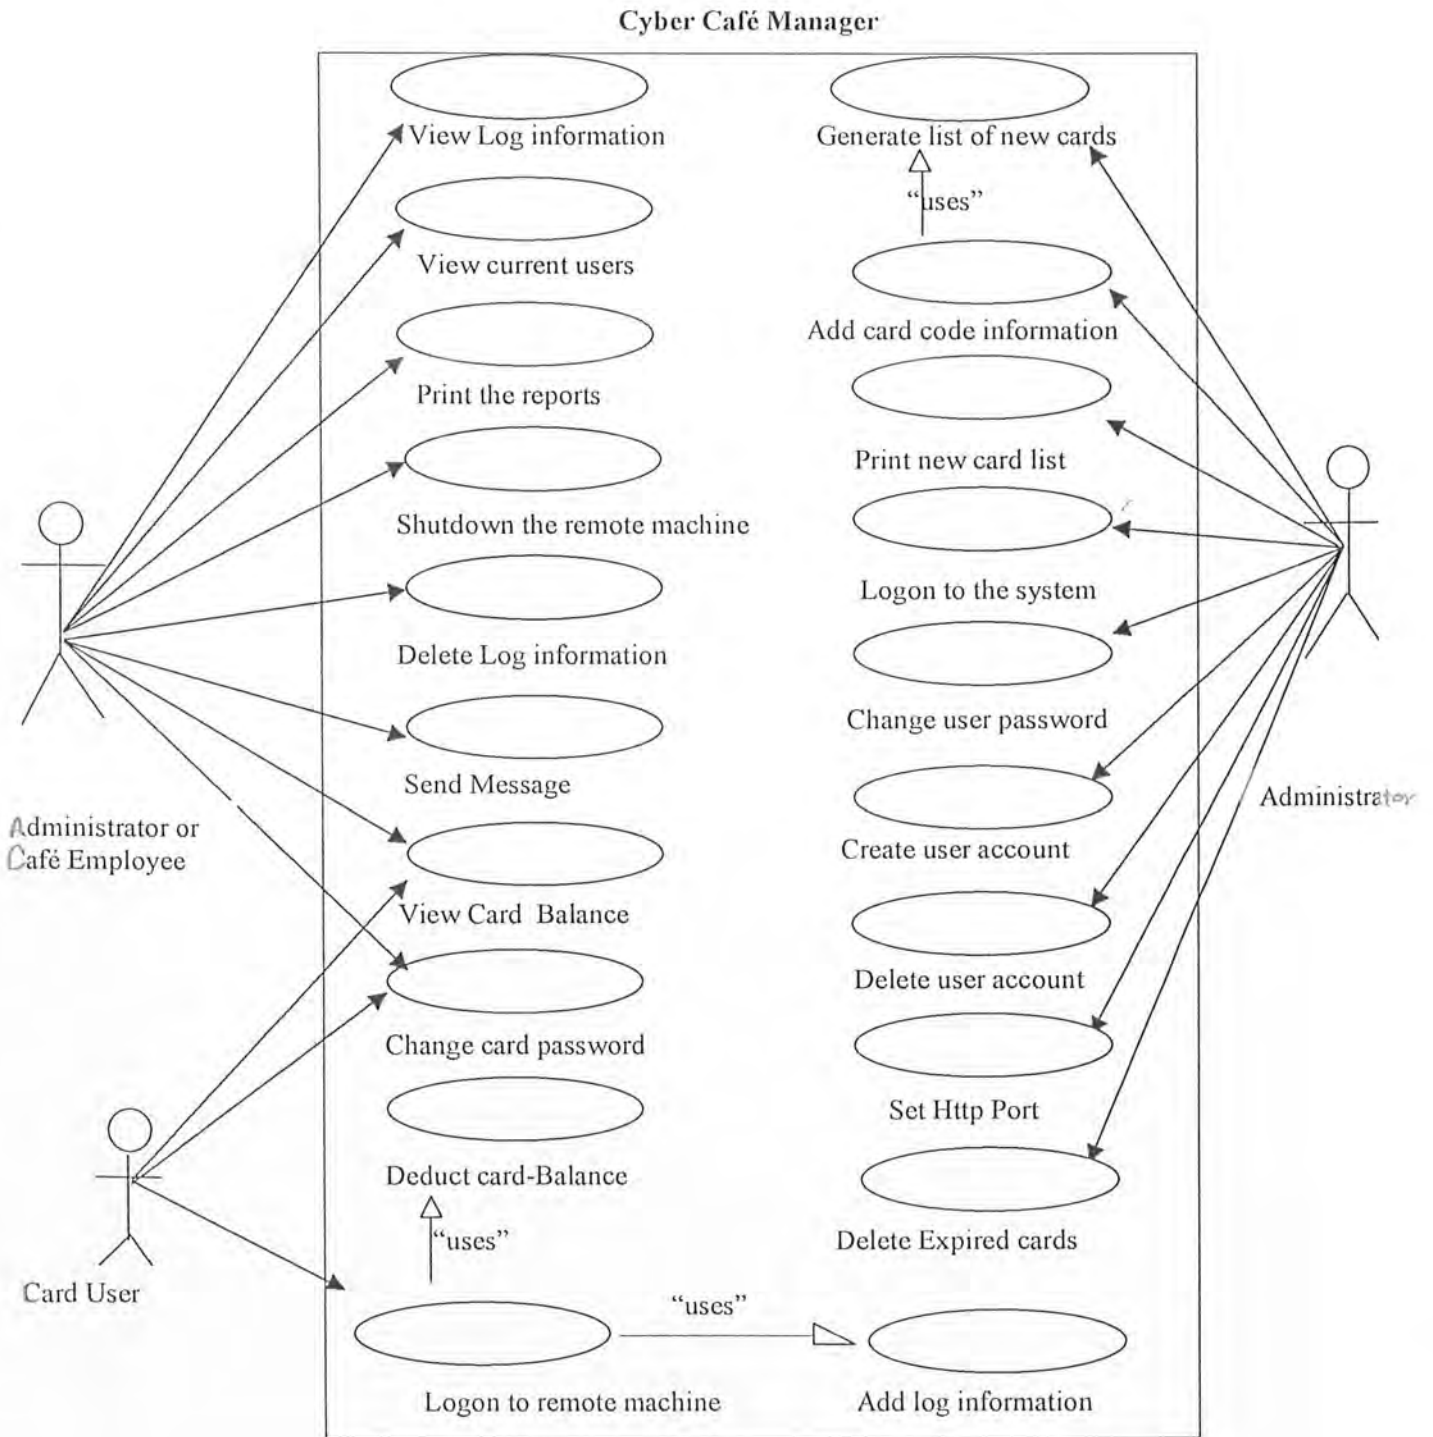 Cyber Café Manager
View Log information
Generate list of new cards
“uses”
View current users
Add card code information
Print the reports
Print new card list
Shutdown the remote machine
Logon to the system
Delete Log information
Change user password
Send Message
Administrator
Administrator or
Café Employee
Create user account
View Card Balance
Delete user account
Change card password
Set Http Port
Deduct card-Balance
“uses”
Delete Expired cards
Card User
“uses”
Logon to remote machine
Add log information